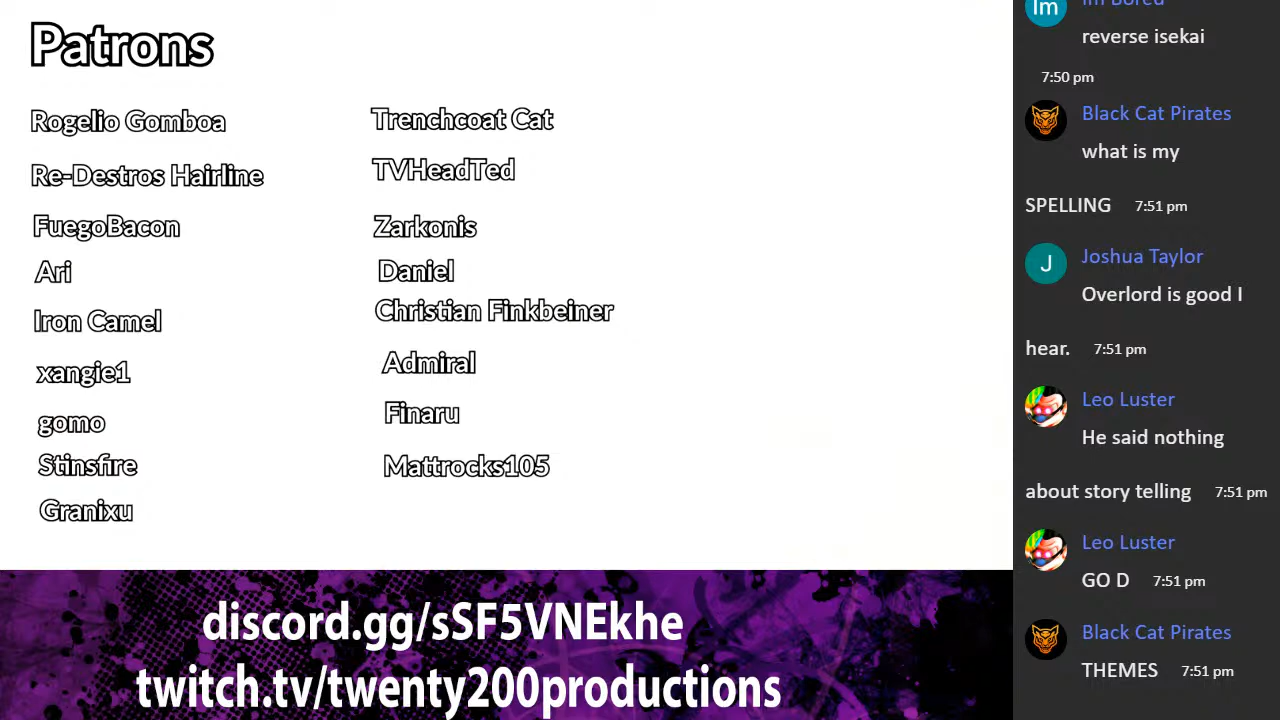 Patrons
Rogelio Gomboa
Re-Destros Hairline
FuegoBacon
Ari
Iron Camel
xangie1
gomo
Stinsfire
Granixu
Trenchcoat Cat
TVHeadTed
Zarkonis
Daniel
Christian Finkbeiner
Admiral
Finaru
Mattrocks105
discord.gg/sSF5VNEkhe
twitch.tv/twenty200productions
Im
Im Bored
reverse isekai
7:50 pm
Black Cat Pirates
what is my
SPELLING 7:51 pm
J
Joshua Taylor
Overlord is good I
hear. 7:51 pm
Leo Luster
He said nothing
about story telling 7:51 pm
Leo Luster
GO D 7:51 pm
Black Cat Pirates
THEMES 7:51 pm